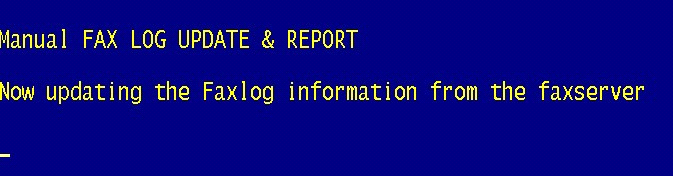 Manual FAX LOG UPDATE & REPORT
Now updating the Faxlog information from the faxserver